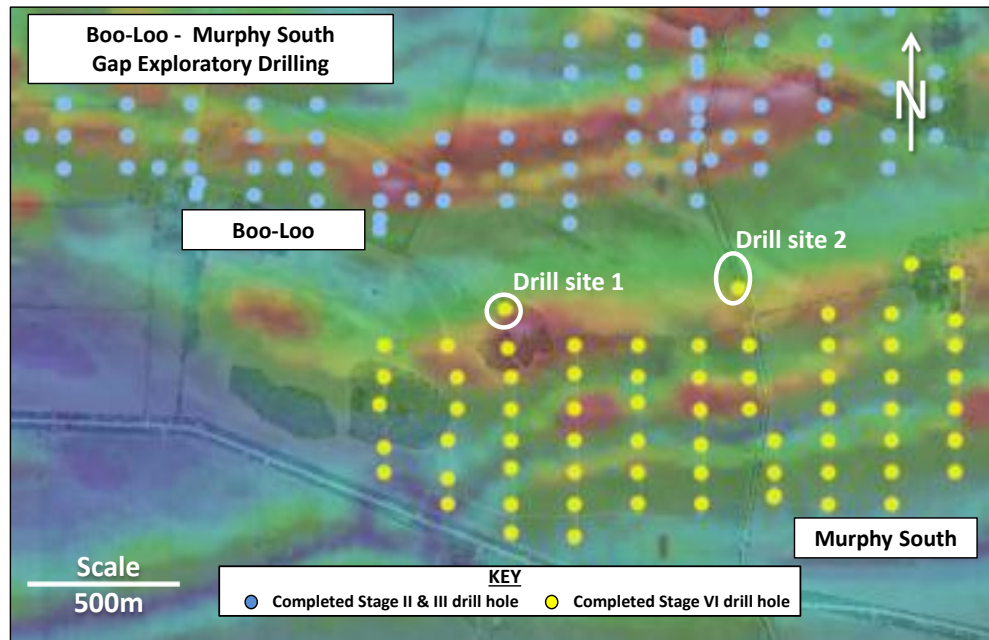 Boo-Loo - Murphy South
Gap Exploratory Drilling
N
Boo-Loo
Drill site 2
Drill site 1
Murphy South
Scale
500m
KEY
Completed Stage II & III drill hole
Completed Stage VI drill hole